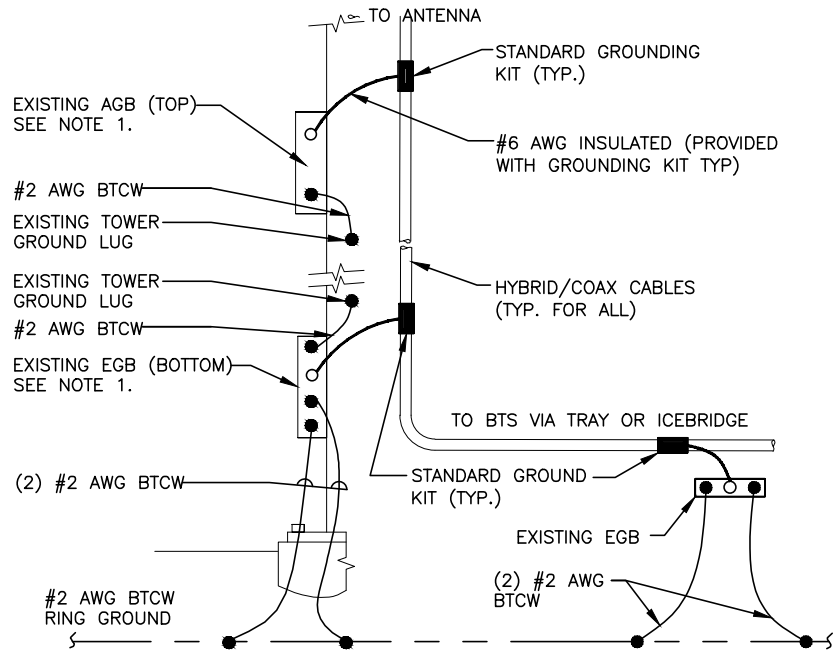 TO ANTENNA
STANDARD GROUNDING
KIT (TYP.)
EXISTING AGB (TOP)
SEE NOTE 1.
#6 AWG INSULATED (PROVIDED
WITH GROUNDING KIT TYP)
#2 AWG BTCW
EXISTING TOWER
GROUND LUG
EXISTING TOWER
GROUND LUG
HYBRID/COAX CABLES
(TYP. FOR ALL)
#2 AWG BTCW
EXISTING EGB (BOTTOM)
SEE NOTE 1.
TO BTS VIA TRAY OR ICEBRIDGE
STANDARD GROUND
KIT (TYP.)
(2) #2 AWG BTCW
EXISTING EGB
(2) #2 AWG
BTCW
#2 AWG BTCW
RING GROUND